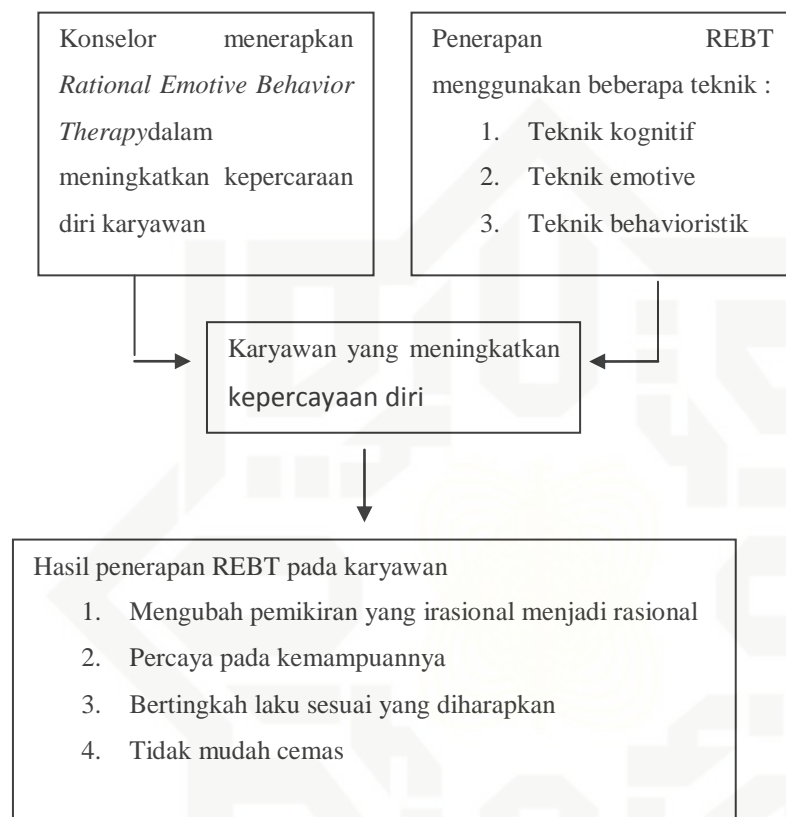 Konselor menerapkan
Rational Emotive Behavior
Therapydalam
meningkatkan kepercaraan
diri karyawan
Penerapan REBT
menggunakan beberapa teknik :
1. Teknik kognitif
2. Teknik emotive
3. Teknik behavioristik
Karyawan yang meningkatkan
kepercayaan diri
Hasil penerapan REBT pada karyawan
1. Mengubah pemikiran yang irasional menjadi rasional
2. Percaya pada kemampuannya
3. Bertingkah laku sesuai yang diharapkan
4. Tidak mudah cemas